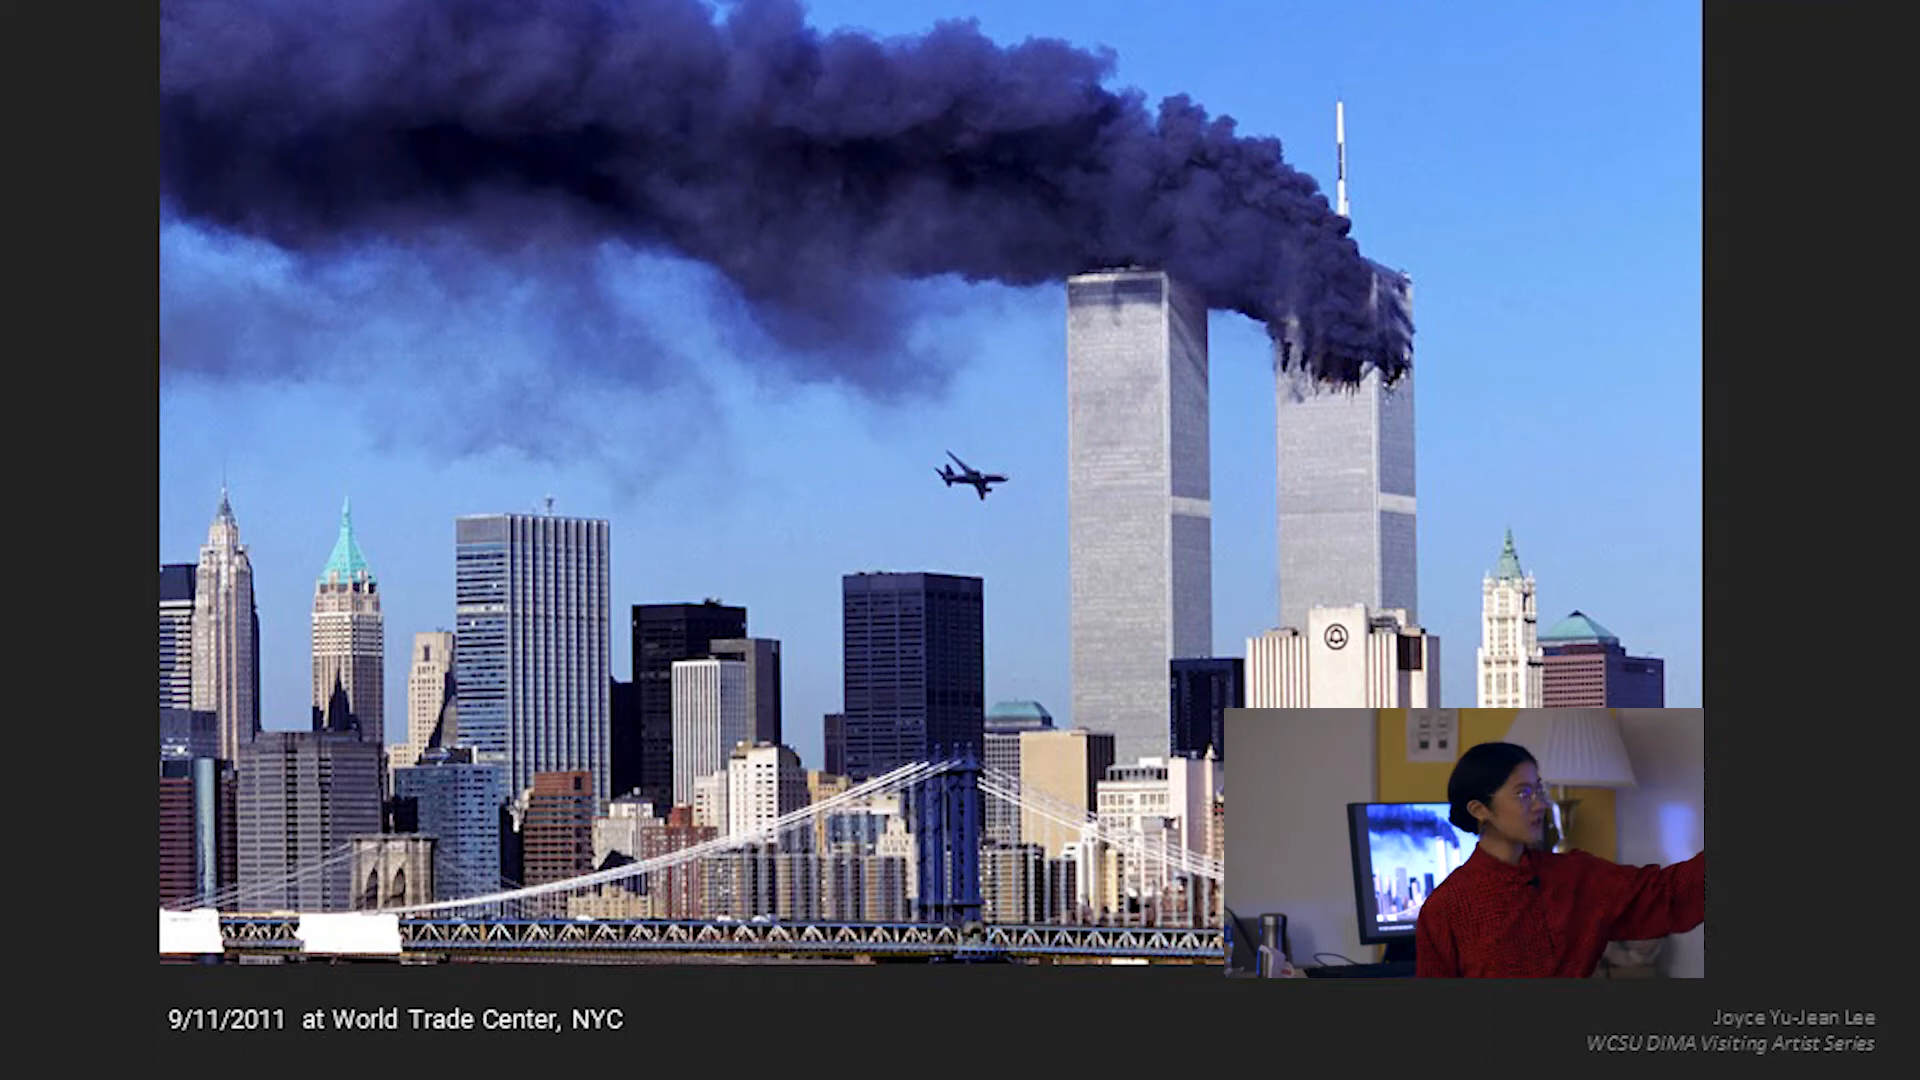 9/11/2011 at World Trade Center, NYC
Joyce Yu-Jean Lee
WCSU DIMA Visiting Artist Series